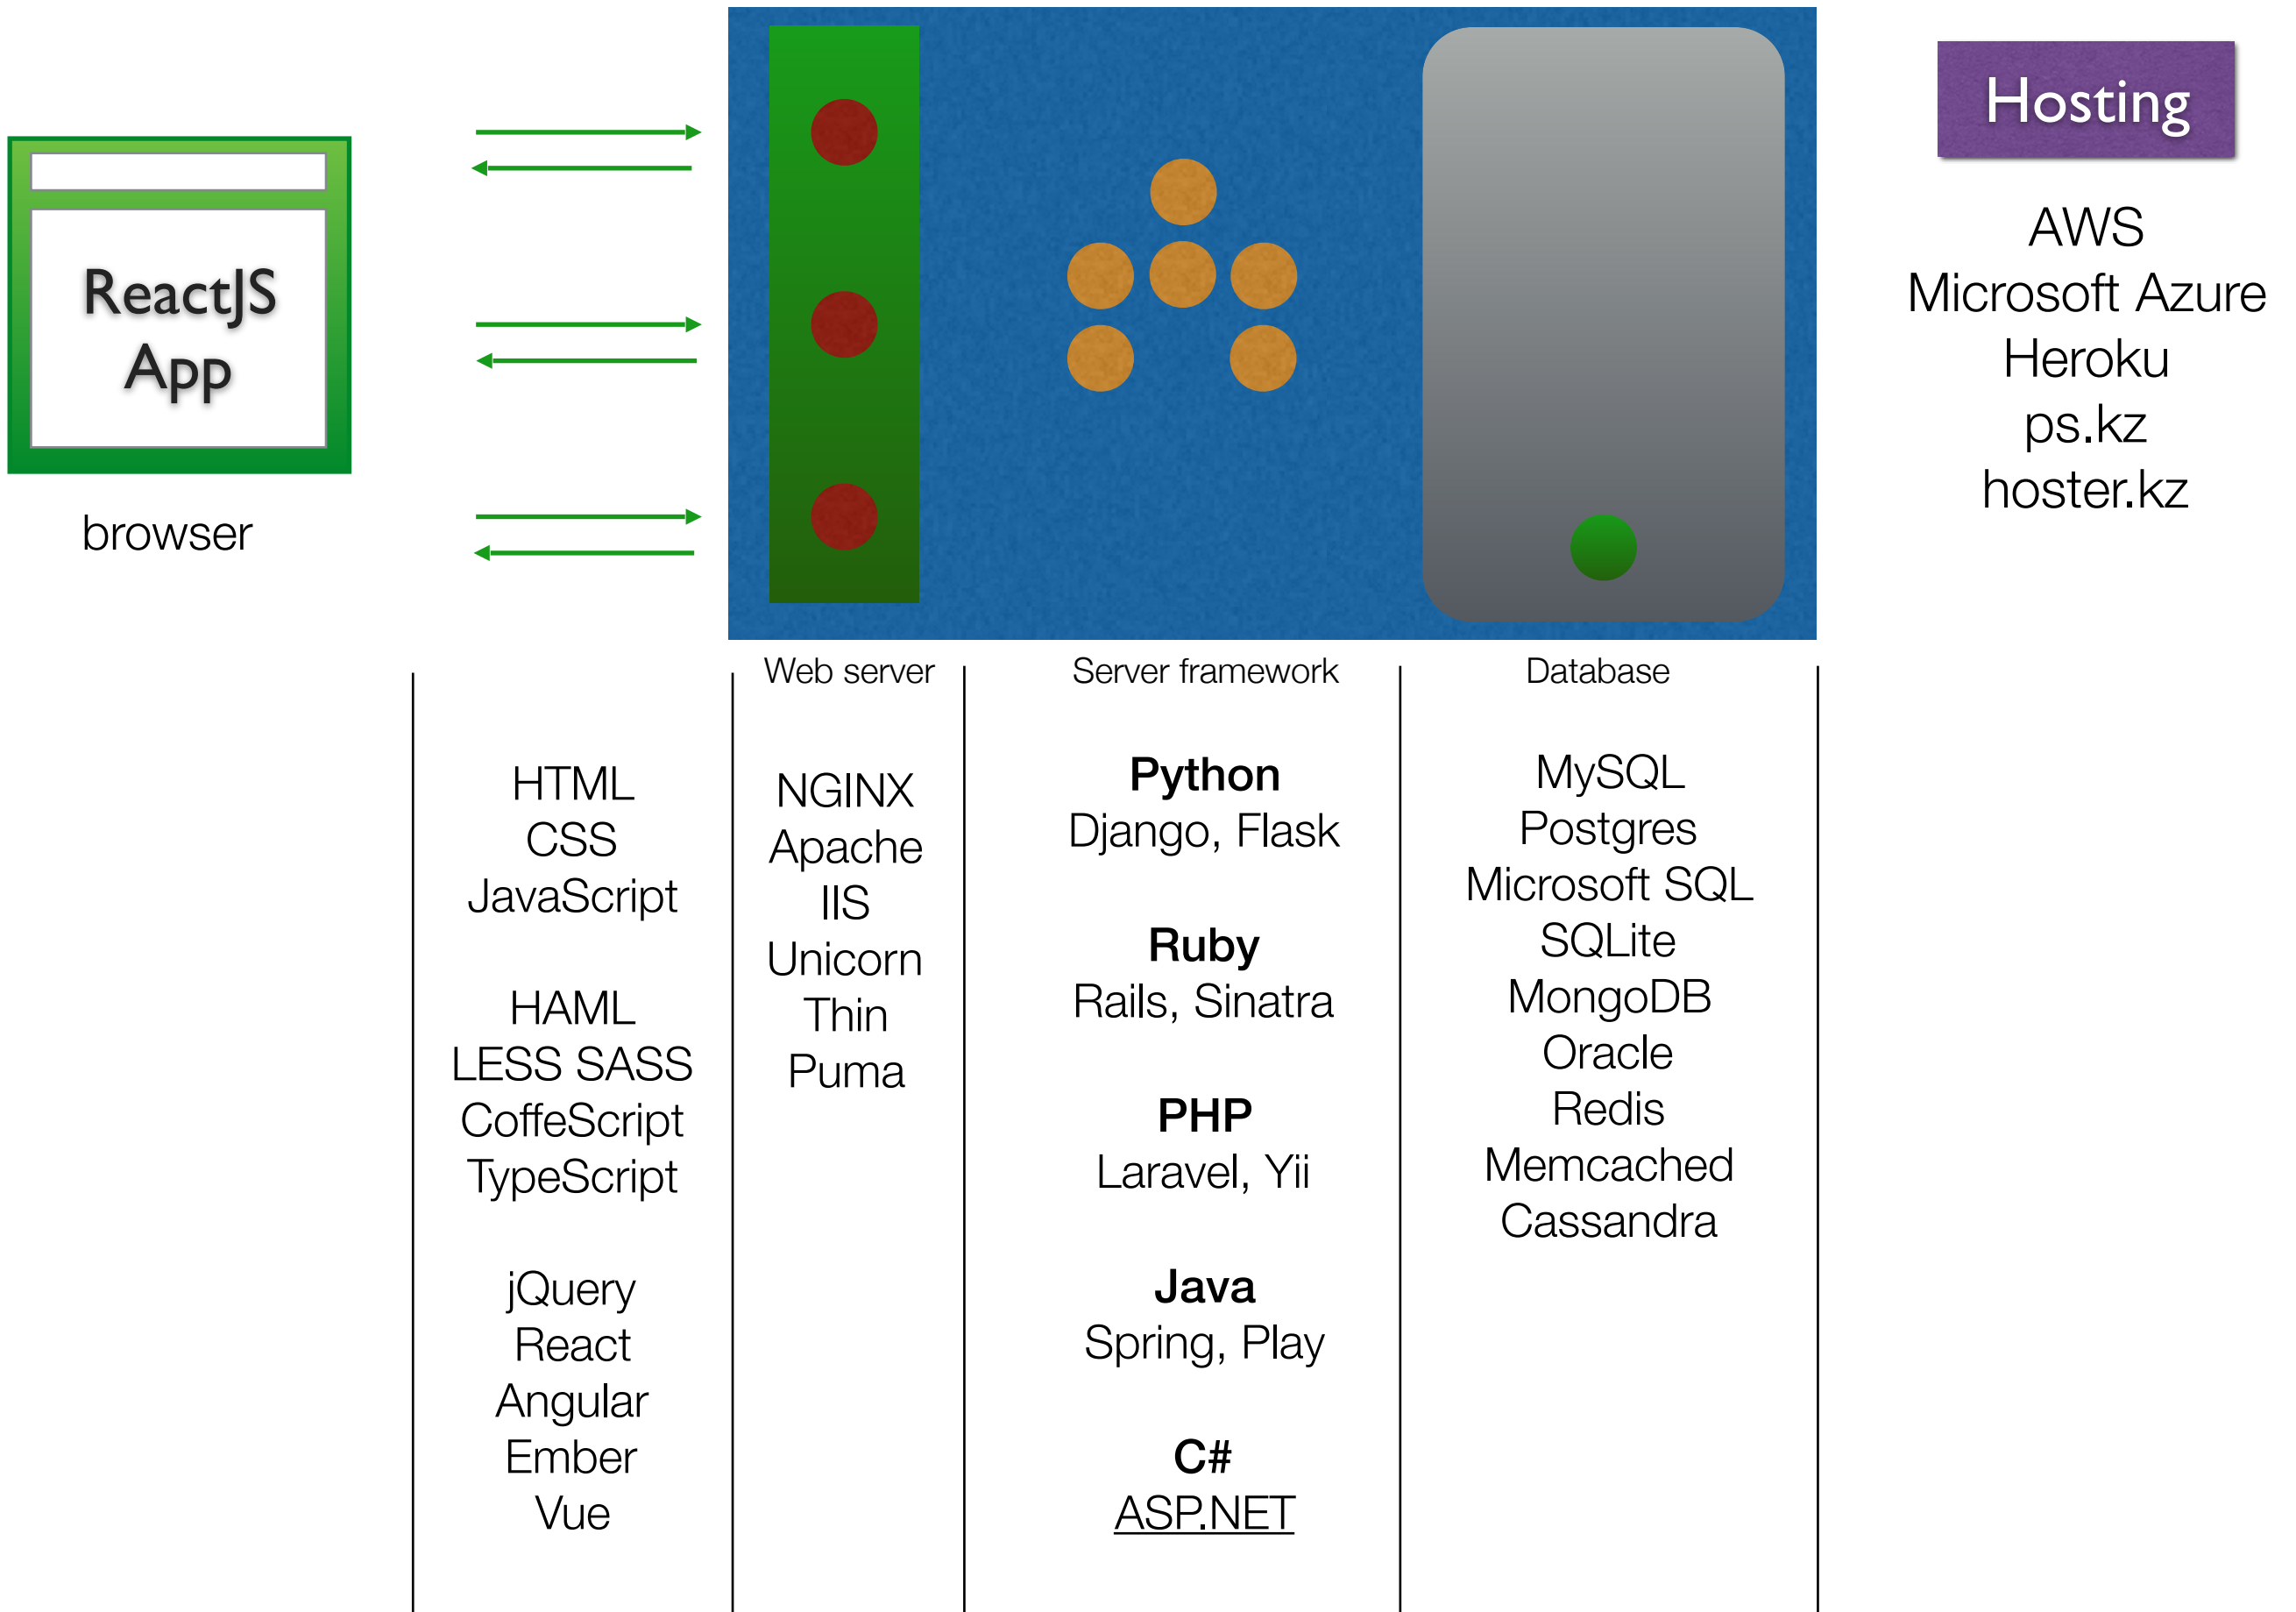 ReactJS
App
browser
Hosting
AWS
Microsoft Azure
Heroku
ps.kz
hoster.kz
HTML
CSS
JavaScript
HAML
LESS SASS
CoffeScript
TypeScript
jQuery
React
Angular
Ember
Vue
Web server
NGINX
Apache
IIS
Unicorn
Thin
Puma
Server framework
Python
Django, Flask
Ruby
Rails, Sinatra
PHP
Laravel, Yii
Java
Spring, Play
C#
ASP.NET
Database
MySQL
Postgres
Microsoft SQL
SQLite
MongoDB
Oracle
Redis
Memcached
Cassandra